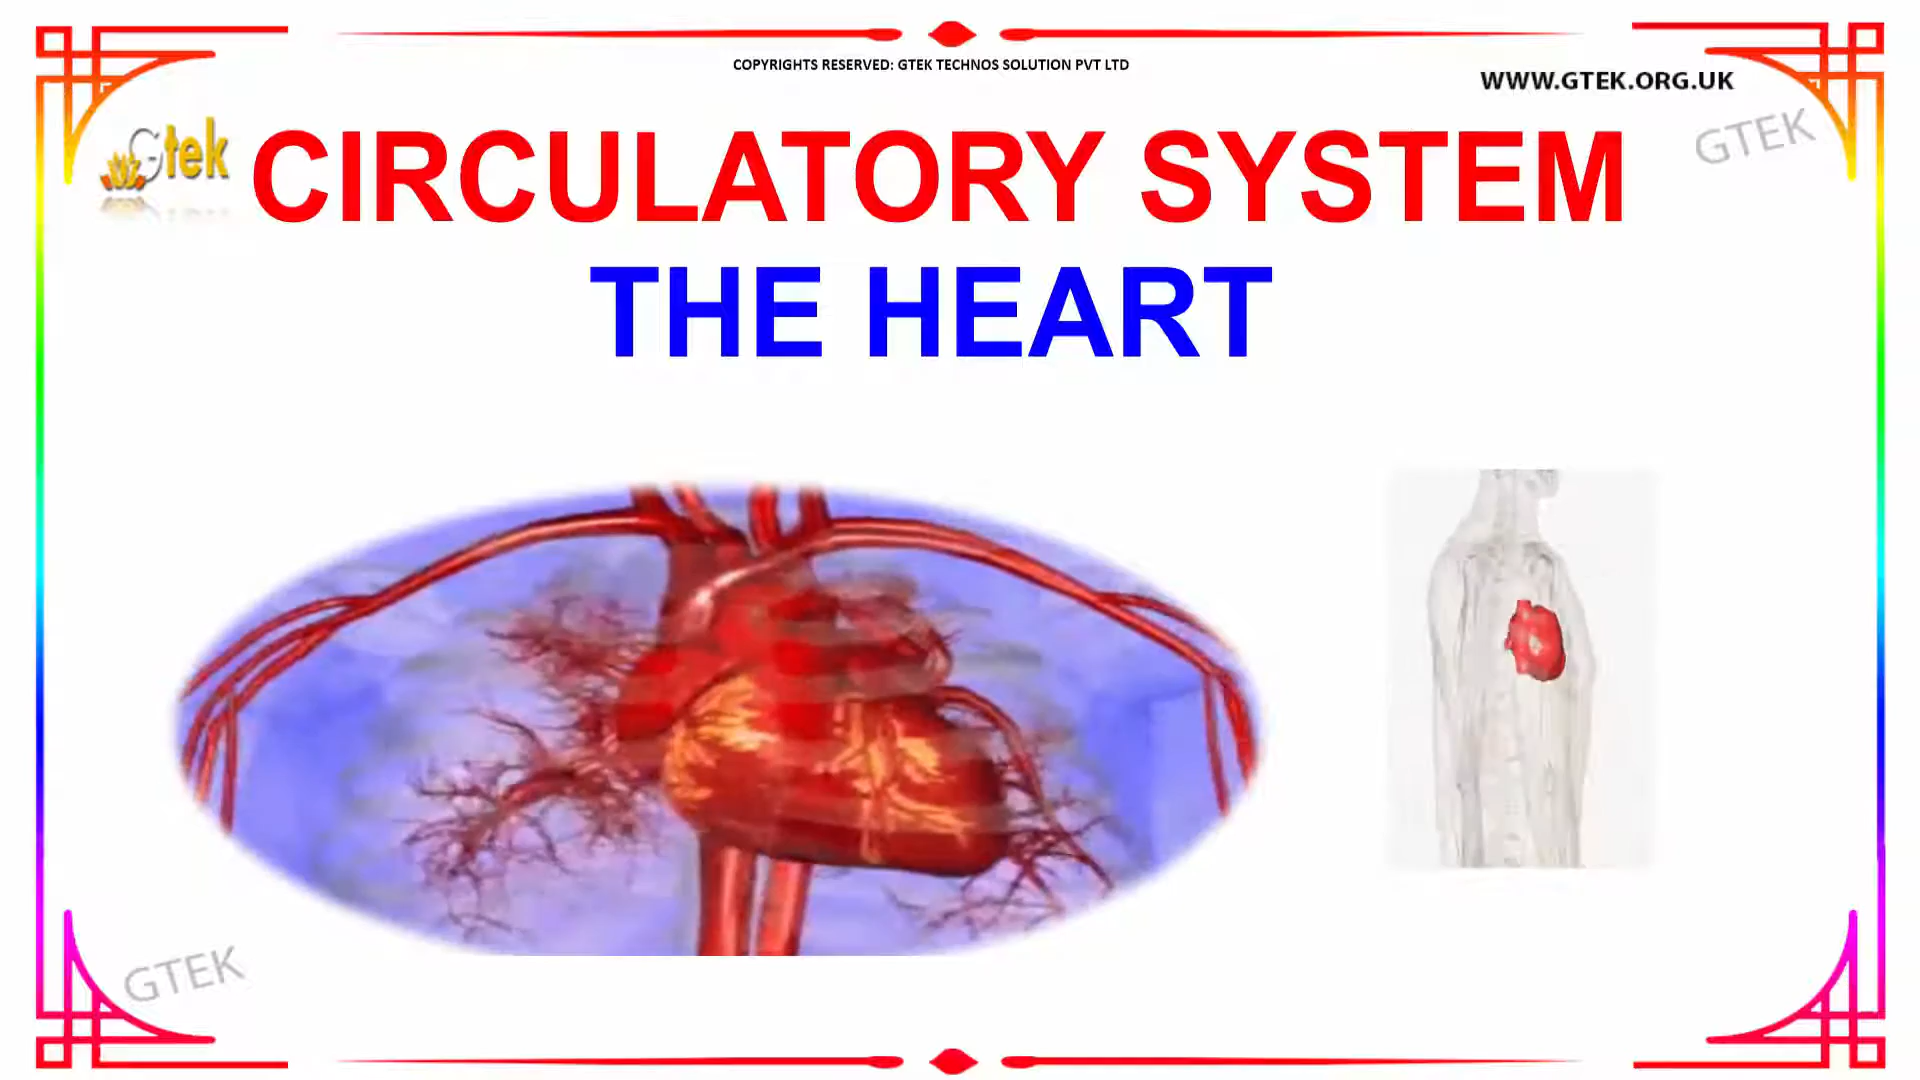 COPYRIGHTS RESERVED: GTEK TECHNOS SOLUTION PVT LTD
WWW.GTEK.ORG.UK
GTEK
Gtek
CIRCULATORY SYSTEM
THE HEART
GTEK